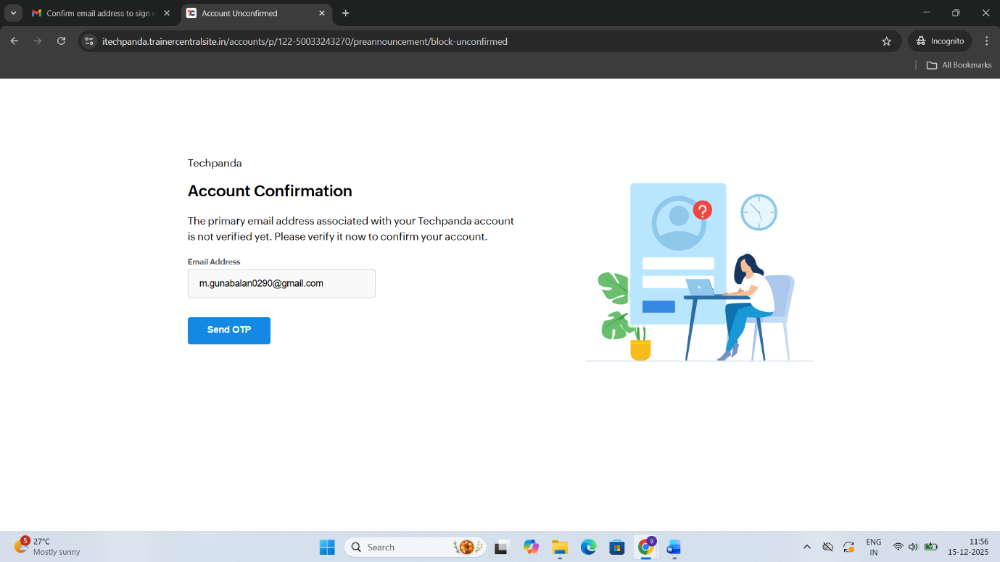 Confirm email address to sign u
Account Unconfirmed
itechpanda.trainercentralsite.in/accounts/p/122-50033243270/preannouncement/block-unconfirmed
Incognito
All Bookmarks
Techpanda
Account Confirmation
The primary email address associated with your Techpanda account
is not verified yet. Please verify it now to confirm your account.
Email Address
m.gunabalan0290@gmail.com
Send OTP
?
5
27°C
Mostly sunny
Search
9
W
ENG
IN
11:56
15-12-2025